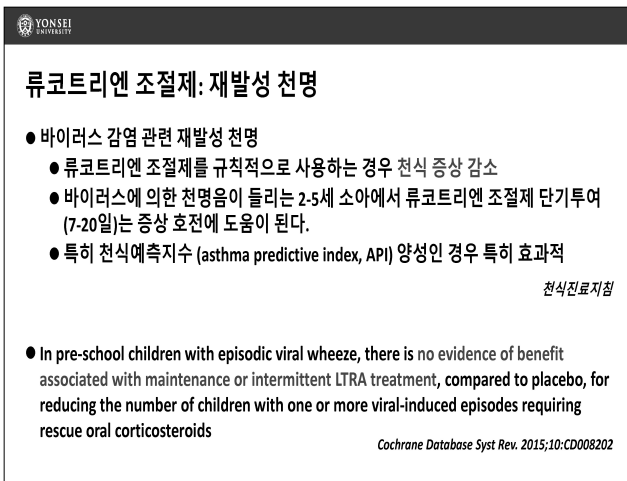 YONSEI
UNIVERSITY
류코트리엔 조절제: 재발성 천명
● 바이러스 감염 관련 재발성 천명
● 류코트리엔 조절제를 규칙적으로 사용하는 경우 천식 증상 감소
● 바이러스에 의한 천명음이 들리는 2-5세 소아에서 류코트리엔 조절제 단기투여
(7-20일)는 증상 호전에 도움이 된다.
● 특히 천식예측지수 (asthma predictive index, API) 양성인 경우 특히 효과적
천식진료지침
● In pre-school children with episodic viral wheeze, there is no evidence of benefit
associated with maintenance or intermittent LTRA treatment, compared to placebo, for
reducing the number of children with one or more viral-induced episodes requiring
rescue oral corticosteroids
Cochrane Database Syst Rev. 2015;10:CD008202